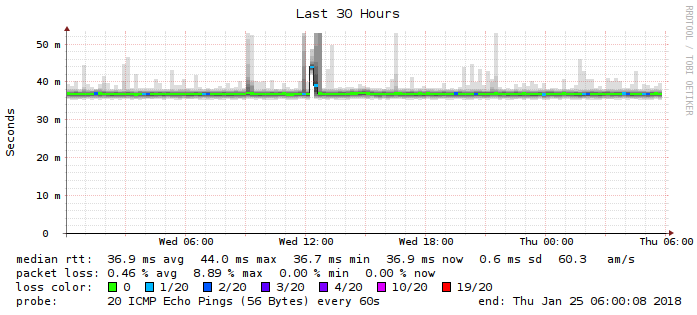 Last 30 Hours
RRDTOOL / TOBI OETIKER
Seconds
50 m
40 m
30 m
20 m
10 m
0
Wed 06:00 Wed 12:00 Wed 18:00 Thu 00:00 Thu 06:00
median rtt: 36.9 ms avg 44.0 ms max 36.7 ms min 36.9 ms now 0.6 ms sd 60.3 am/s
packet loss: 0.46 % avg 8.89 % max 0.00 % min 0.00 % now
loss color: 0 1/20 2/20 3/20 4/20 10/20 19/20
probe: 20 ICMP Echo Pings (56 Bytes) every 60s end: Thu Jan 25 06:00:08 2018